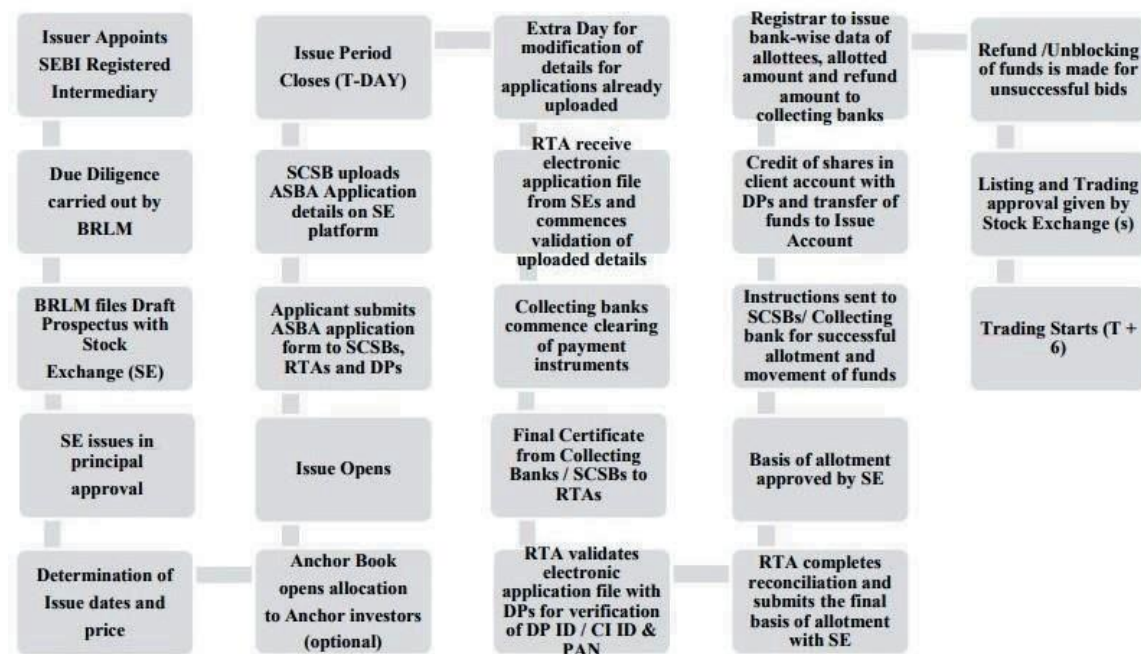 Issuer Appoints
SEBI Registered
Intermediary
Due Diligence
carried out by
BRLM
BRLM files Draft
Prospectus with
Stock
Exchange (SE)
SE issues in
principal
approval
Determination of
Issue dates and
price
Anchor Book
opens allocation
to Anchor investors
(optional)
Issue Opens
Applicant submits
ASBA application
form to SCSBs,
RTAs and DPs
SCSB uploads
ASBA Application
details on SE
platform
Issue Period
Closes (T-DAY)
Extra Day for
modification of
details for
applications already
uploaded
RTA receive
electronic
application file
from SEs and
commences
validation of
uploaded details
Collecting banks
commence clearing
of payment
instruments
Final Certificate
from Collecting
Banks / SCSBs to
RTAs
RTA validates
electronic
application file with
DPs for verification
of DP ID / CI ID &
PAN
RTA completes
reconciliation and
submits the final
basis of allotment
with SE
Basis of allotment
approved by SE
Instructions sent to
SCSBs/ Collecting
bank for successful
allotment and
movement of funds
Credit of shares in
client account with
DPs and transfer of
funds to Issue
Account
Registrar to issue
bank-wise data of
allottees, allotted
amount and refund
amount to
collecting banks
Refund /Unblocking
of funds is made for
unsuccessful bids
Listing and Trading
approval given by
Stock Exchange (s)
Trading Starts (T +
6)